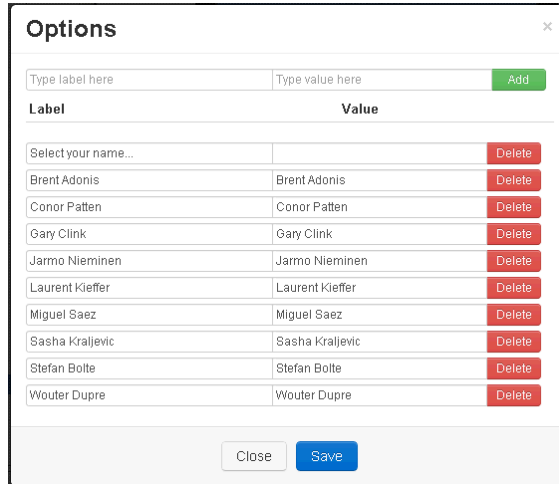 Options ×
Type label here Type value here Add
Label Value
Select your name... Delete
Brent Adonis Brent Adonis Delete
Conor Patten Conor Patten Delete
Gary Clink Gary Clink Delete
Jarmo Nieminen Jarmo Nieminen Delete
Laurent Kieffer Laurent Kieffer Delete
Miguel Saez Miguel Saez Delete
Sasha Kraljevic Sasha Kraljevic Delete
Stefan Bolte Stefan Bolte Delete
Wouter Dupre Wouter Dupre Delete
Close Save